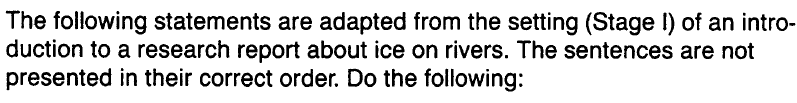 The following statements are adapted from the setting (Stage I) of an intro-
duction to a research report about ice on rivers. The sentences are not
presented in their correct order. Do the following: